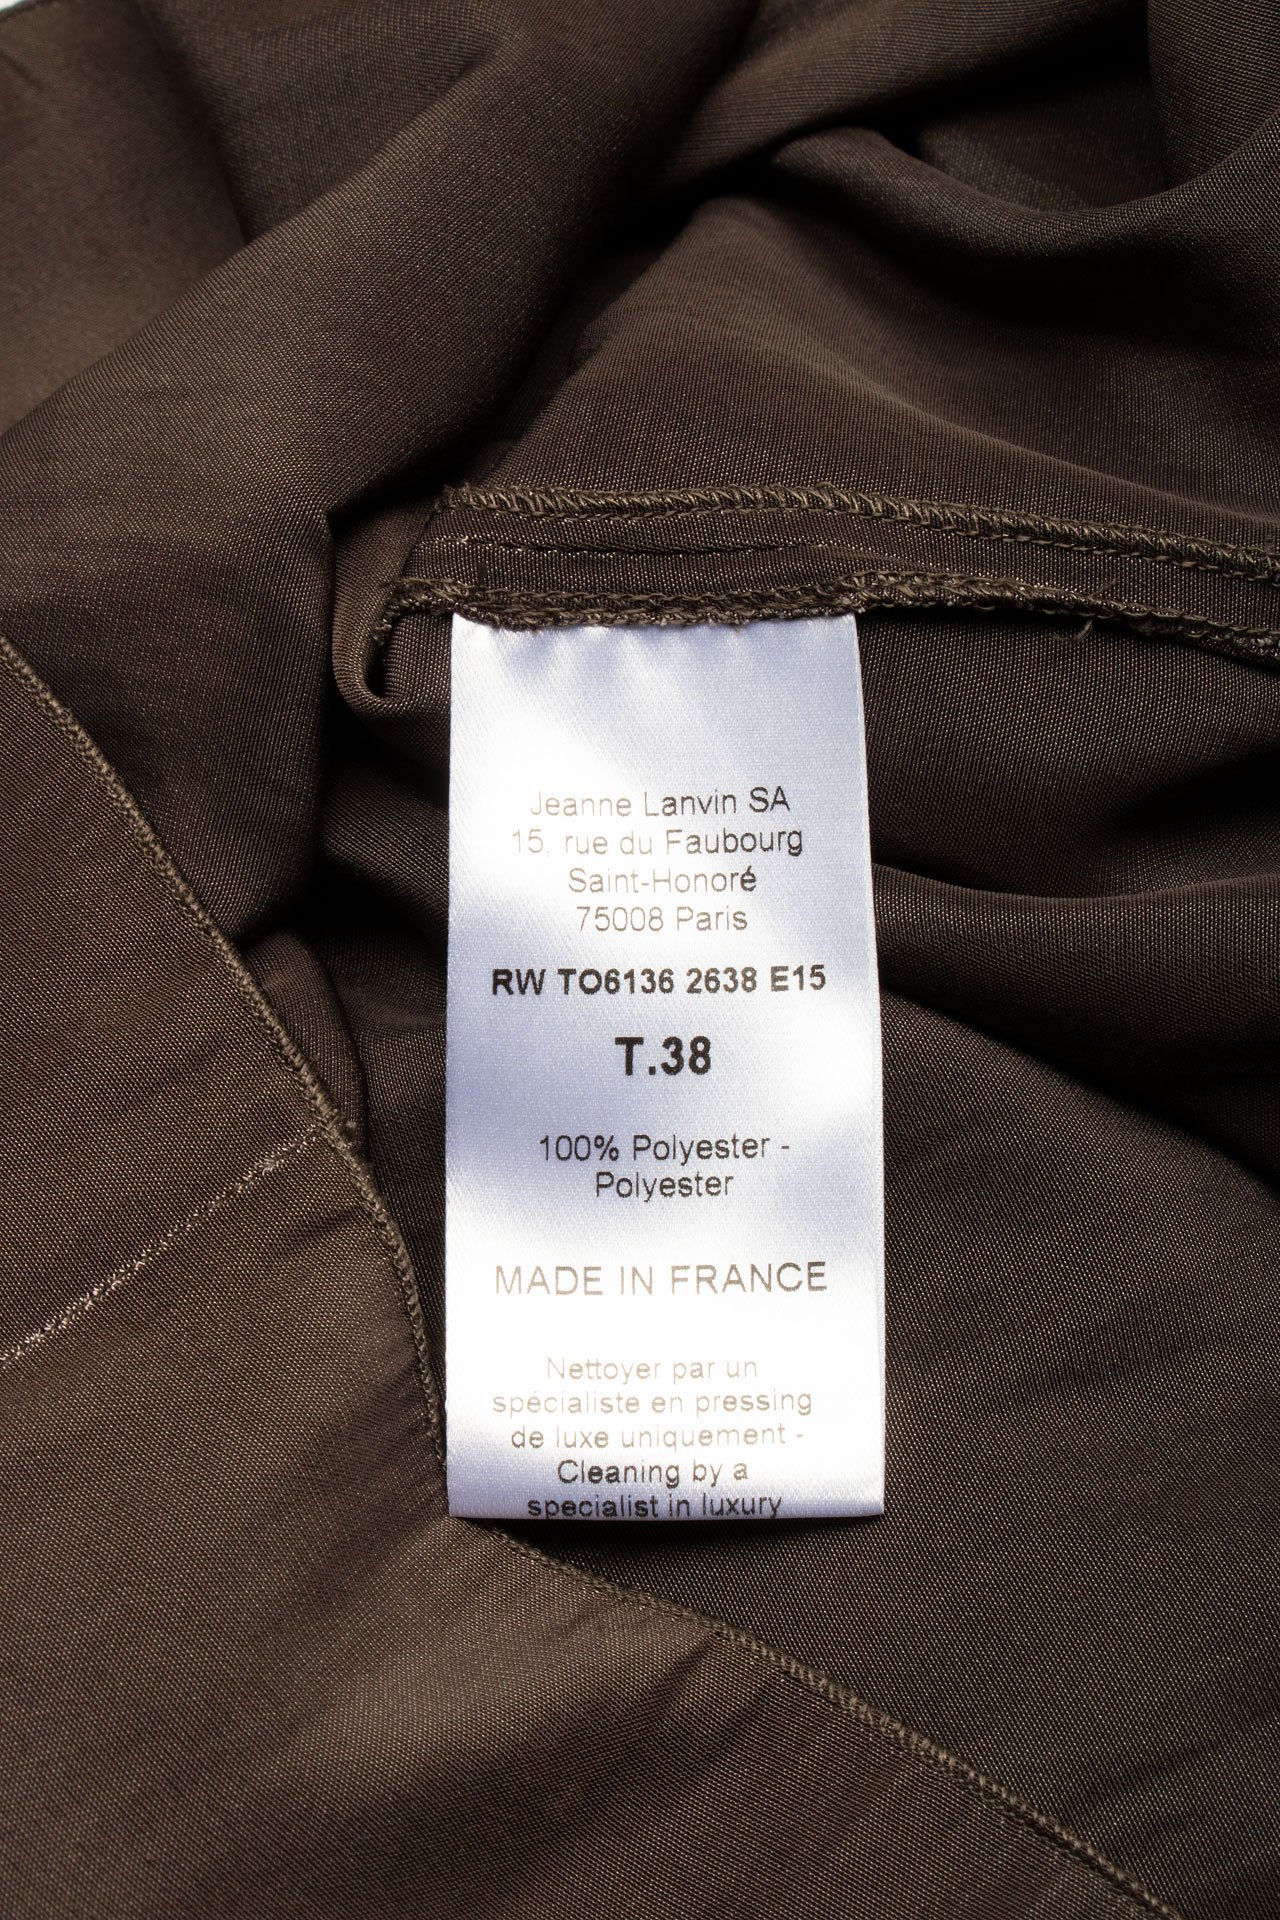 Jeanne Lanvin SA
15, rue du Faubourg
Saint-Honoré
75008 Paris
RW TO6136 2638 E15
T.38
100% Polyester -
Polyester
MADE IN FRANCE
Nettoyer par un
spécialiste en pressing
de luxe uniquement -
Cleaning by a
specialist in luxury